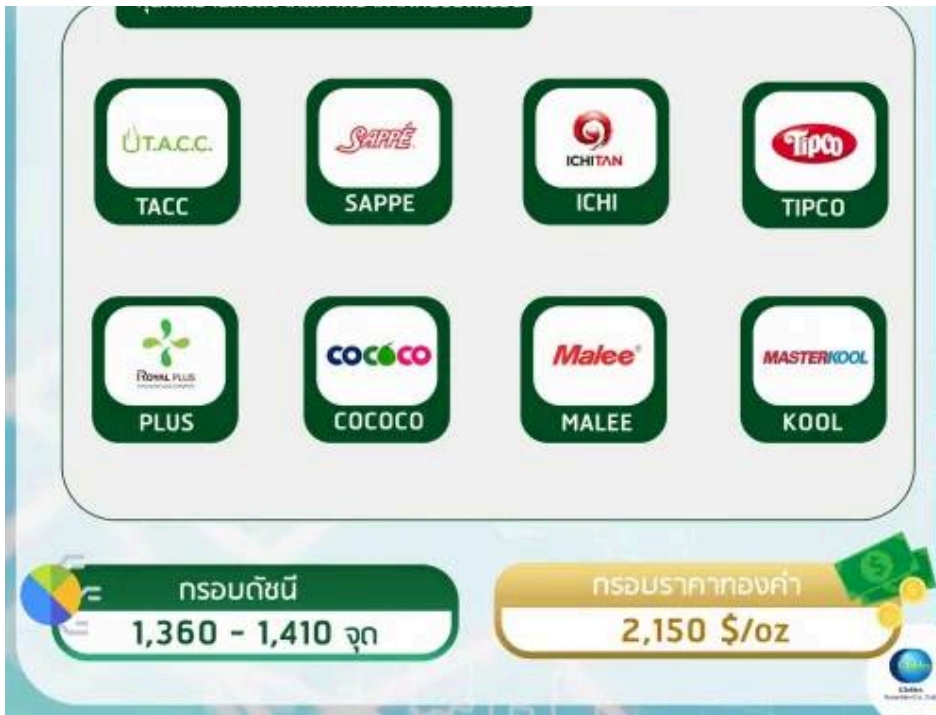 T.A.C.C.
TACC
SAPPÉ
SAPPE
ICHITAN
ICHI
TIPCO
TIPCO
ROYAL PLUS
PLUS
COCOCO
COCOCO
Malee
MALEE
MASTERKOOL
KOOL
กรอบดัชนี
1,360 - 1,410 จุด
กรอบราคาทองคำ
2,150 $/oz